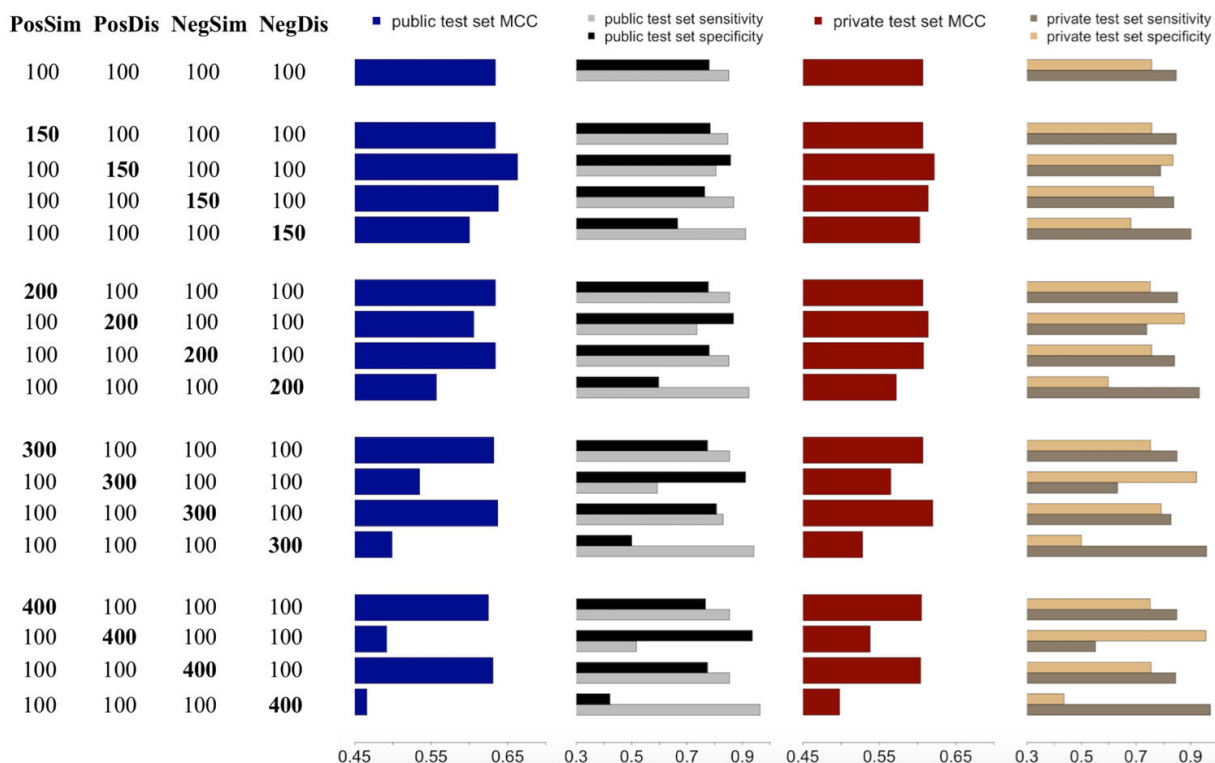 PosSim PosDis NegSim NegDis
public test set MCC
public test set sensitivity
public test set specificity
private test set MCC
private test set sensitivity
private test set specificity
100 100 100 100
150 100 100 100
100 150 100 100
100 100 150 100
100 100 100 150
200 100 100 100
100 200 100 100
100 100 200 100
100 100 100 200
300 100 100 100
100 300 100 100
100 100 300 100
100 100 100 300
400 100 100 100
100 400 100 100
100 100 400 100
100 100 100 400
0.45 0.55 0.65 0.3 0.5 0.7 0.9 0.45 0.55 0.65 0.3 0.5 0.7 0.9